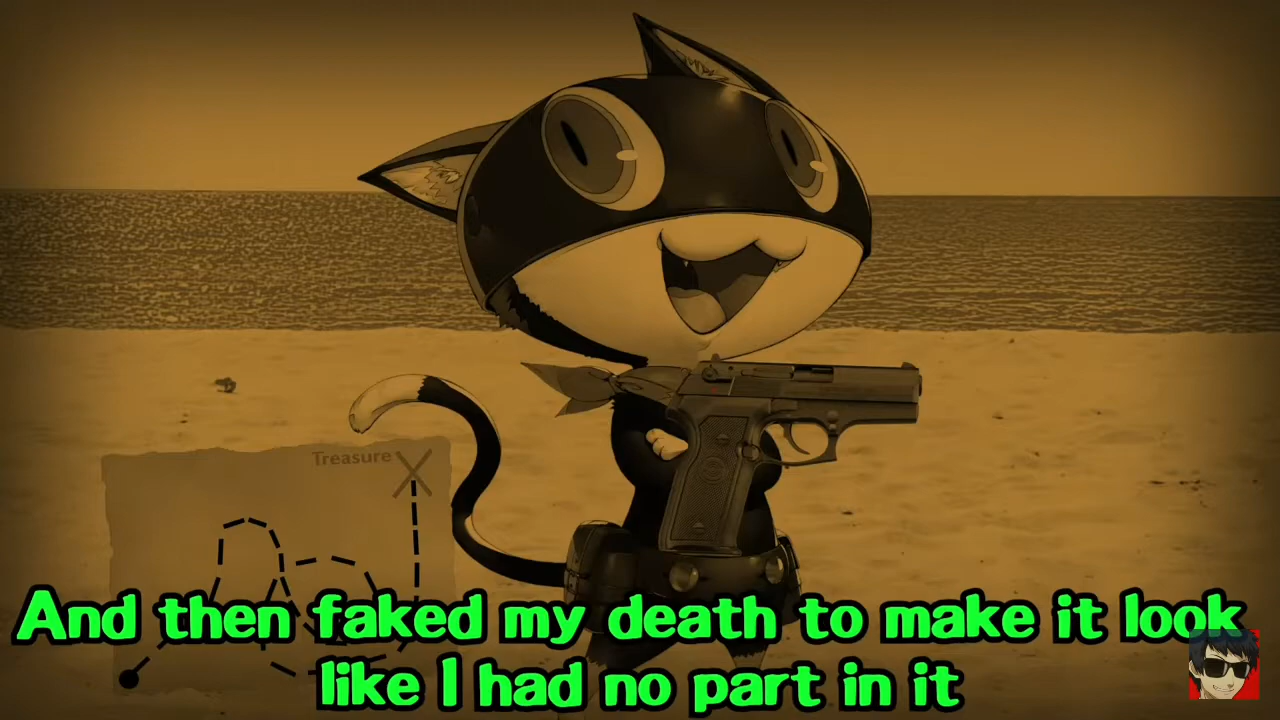 Treasure
And then faked my death to make it look
like I had no part in it